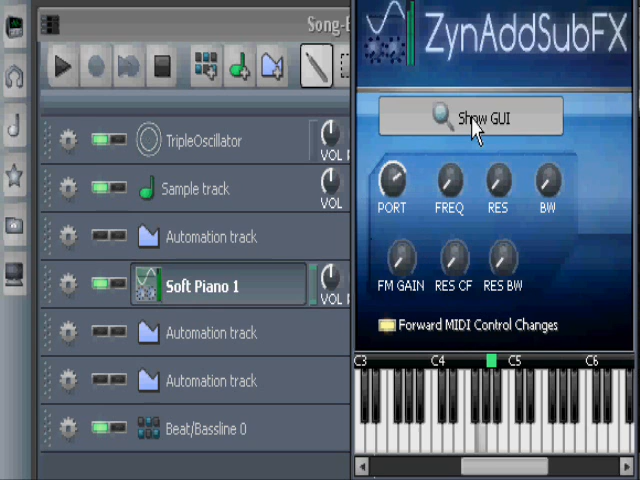 Song-E
ZynAddSubFX
Show GUI
TripleOscillator
VOL
Sample track
VOL
PORT
FREQ
RES
BW
Automation track
Soft Piano 1
VOL
FM GAIN
RES CF
RES BW
Automation track
Forward MIDI Control Changes
Automation track
C3
C4
C5
C6
Beat/Bassline 0